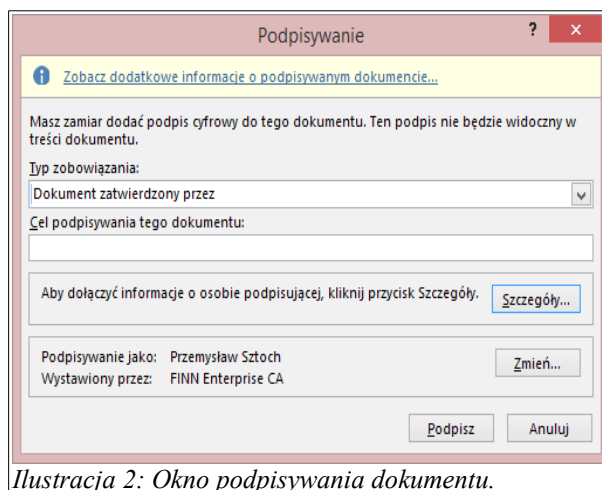 Podpisywanie
?
×
Zobacz dodatkowe informacje o podpisywanym dokumencie...
Masz zamiar dodać podpis cyfrowy do tego dokumentu. Ten podpis nie będzie widoczny w
treści dokumentu.
Typ zobowiązania:
Dokument zatwierdzony przez
Cel podpisywania tego dokumentu:
Aby dołączyć informacje o osobie podpisującej, kliknij przycisk Szczegóły.
Szczegóły...
Podpisywanie jako: Przemysław Sztoch
Zmień...
Wystawiony przez: FINN Enterprise CA
Podpisz
Anuluj
Ilustracja 2: Okno podpisywania dokumentu.